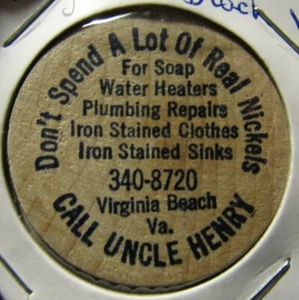 Don't Spend A Lot Of Real Nickels
For Soap
Water Heaters
Plumbing Repairs
Iron Stained Clothes
Iron Stained Sinks
340-8720
Virginia Beach
Va.
CALL UNCLE HENRY